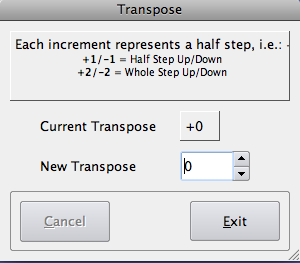 Transpose
Each increment represents a half step, i.e.: -
+1/-1 = Half Step Up/Down
+2/-2 = Whole Step Up/Down
Current Transpose +0
New Transpose 0
Cancel Exit